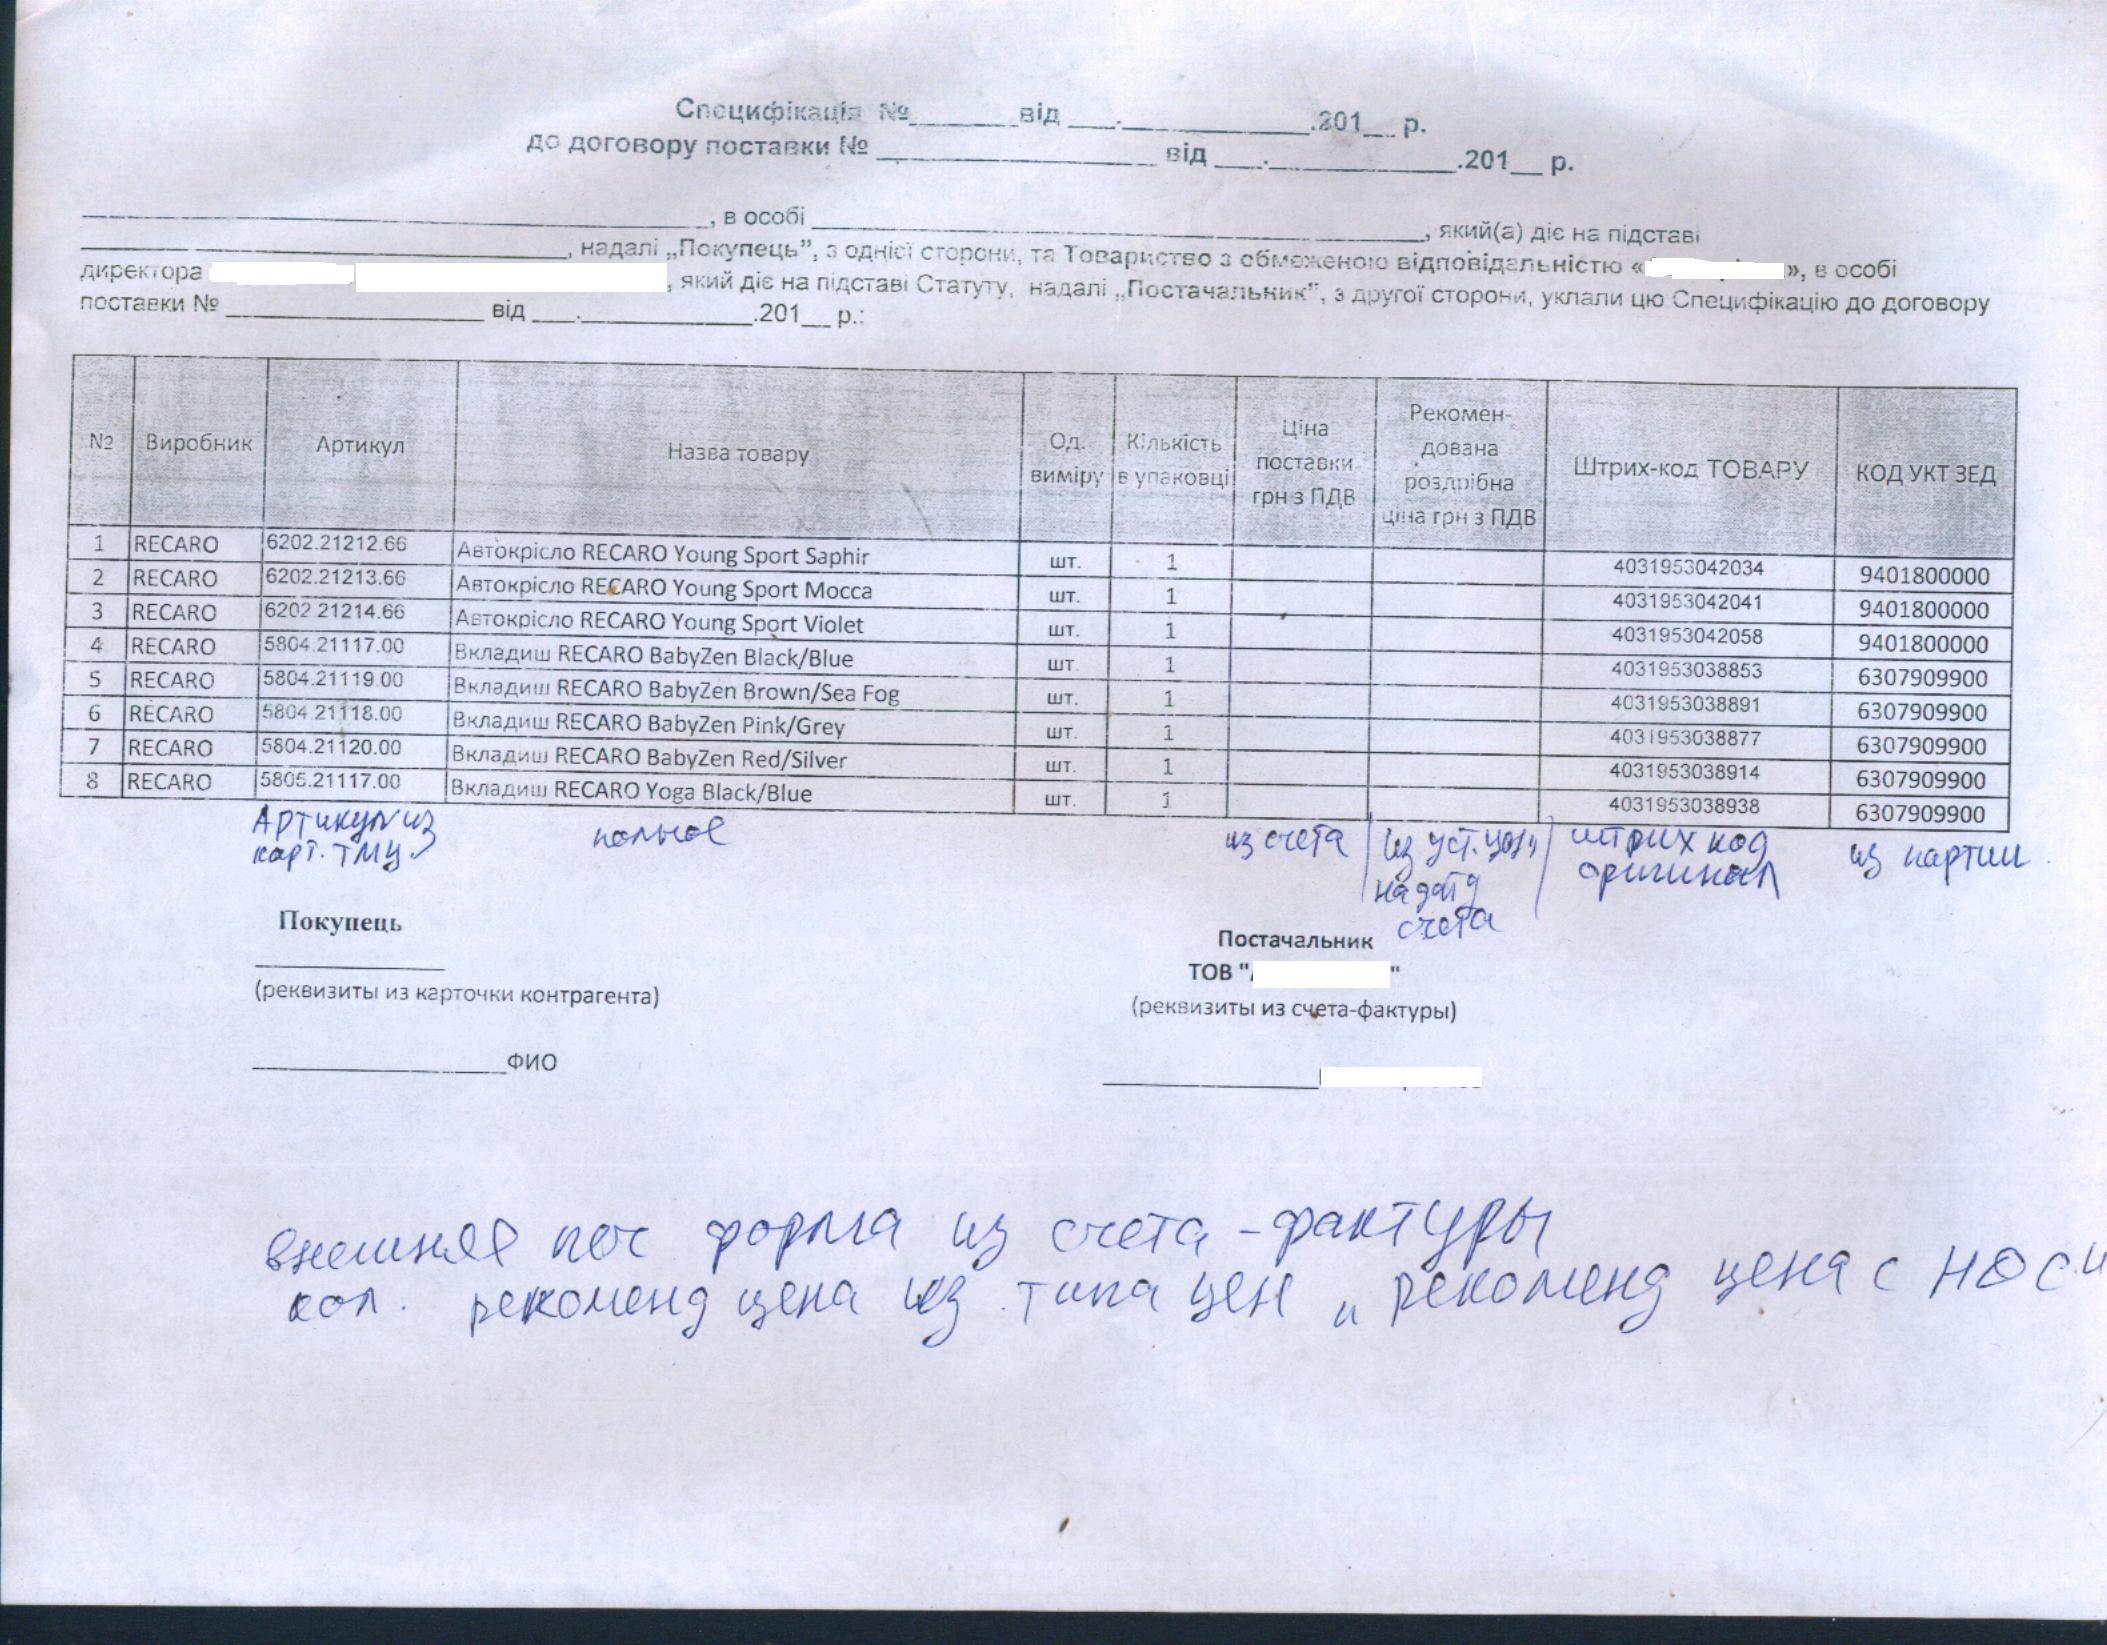 Специфікація №_______від ___.____________.201__ р.
до договору поставки № __________________ від ___.____________.201__ р.
________________________________________, в особі ________________________________________, який(а) діє на підставі
________________________________, надалі „Покупець”, з однієї сторони, та Товариство з обмеженою відповідальністю « », в особі
директора , який діє на підставі Статуту, надалі „Постачальник”, з другої сторони, уклали цю Специфікацію до договору
поставки № _________________ від ___.___________.201__ р.:
№ Виробник Артикул Назва товару Од. виміру Кількість в упаковці Ціна поставки грн з ПДВ Рекомен-дована роздрібна ціна грн з ПДВ Штрих-код ТОВАРУ КОД УКТ ЗЕД
1 RECARO 6202.21212.66 Автокрісло RECARO Young Sport Saphir шт. 1 4031953042034 9401800000
2 RECARO 6202.21213.66 Автокрісло RECARO Young Sport Mocca шт. 1 4031953042041 9401800000
3 RECARO 6202.21214.66 Автокрісло RECARO Young Sport Violet шт. 1 4031953042058 9401800000
4 RECARO 5804.21117.00 Вкладиш RECARO BabyZen Black/Blue шт. 1 4031953038853 6307909900
5 RECARO 5804.21119.00 Вкладиш RECARO BabyZen Brown/Sea Fog шт. 1 4031953038891 6307909900
6 RECARO 5804.21118.00 Вкладиш RECARO BabyZen Pink/Grey шт. 1 4031953038877 6307909900
7 RECARO 5804.21120.00 Вкладиш RECARO BabyZen Red/Silver шт. 1 4031953038914 6307909900
8 RECARO 5805.21117.00 Вкладиш RECARO Yoga Black/Blue шт. 1 4031953038938 6307909900
Артикул из
карт. ТМЦ
полное
из счета
из уст. цен
на дату
счета
штрих код
оригинал
из партии
Покупець
(реквизиты из карточки контрагента)
_____________________ФИО
Постачальник
ТОВ " "
(реквизиты из счета-фактуры)
внешняя печ форма из счета-фактуры
кол. рекоменд цена из типа цен „рекоменд цена с